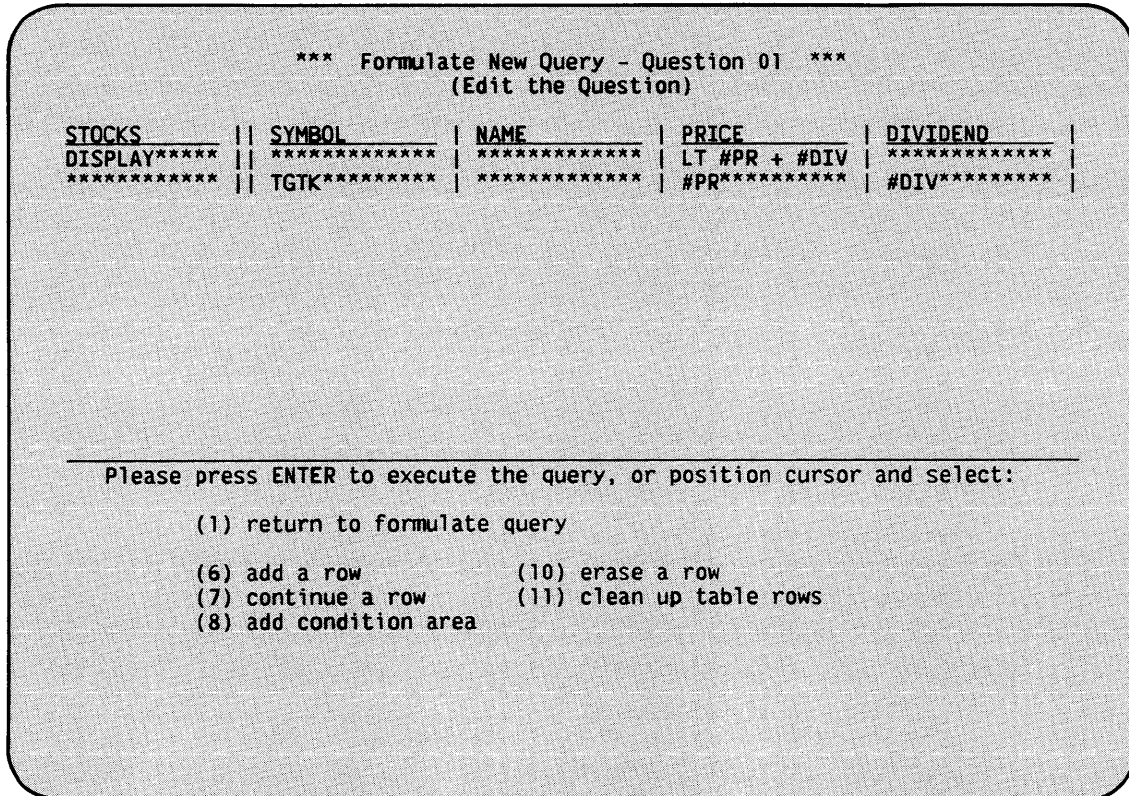 *** Formulate New Query - Question 01 ***
(Edit the Question)
STOCKS || SYMBOL | NAME | PRICE | DIVIDEND |
DISPLAY***** || ************* | ************* | LT #PR + #DIV | ************* |
************ || TGTK********* | ************* | #PR********** | #DIV********* |
Please press ENTER to execute the query, or position cursor and select:
(1) return to formulate query
(6) add a row (10) erase a row
(7) continue a row (11) clean up table rows
(8) add condition area